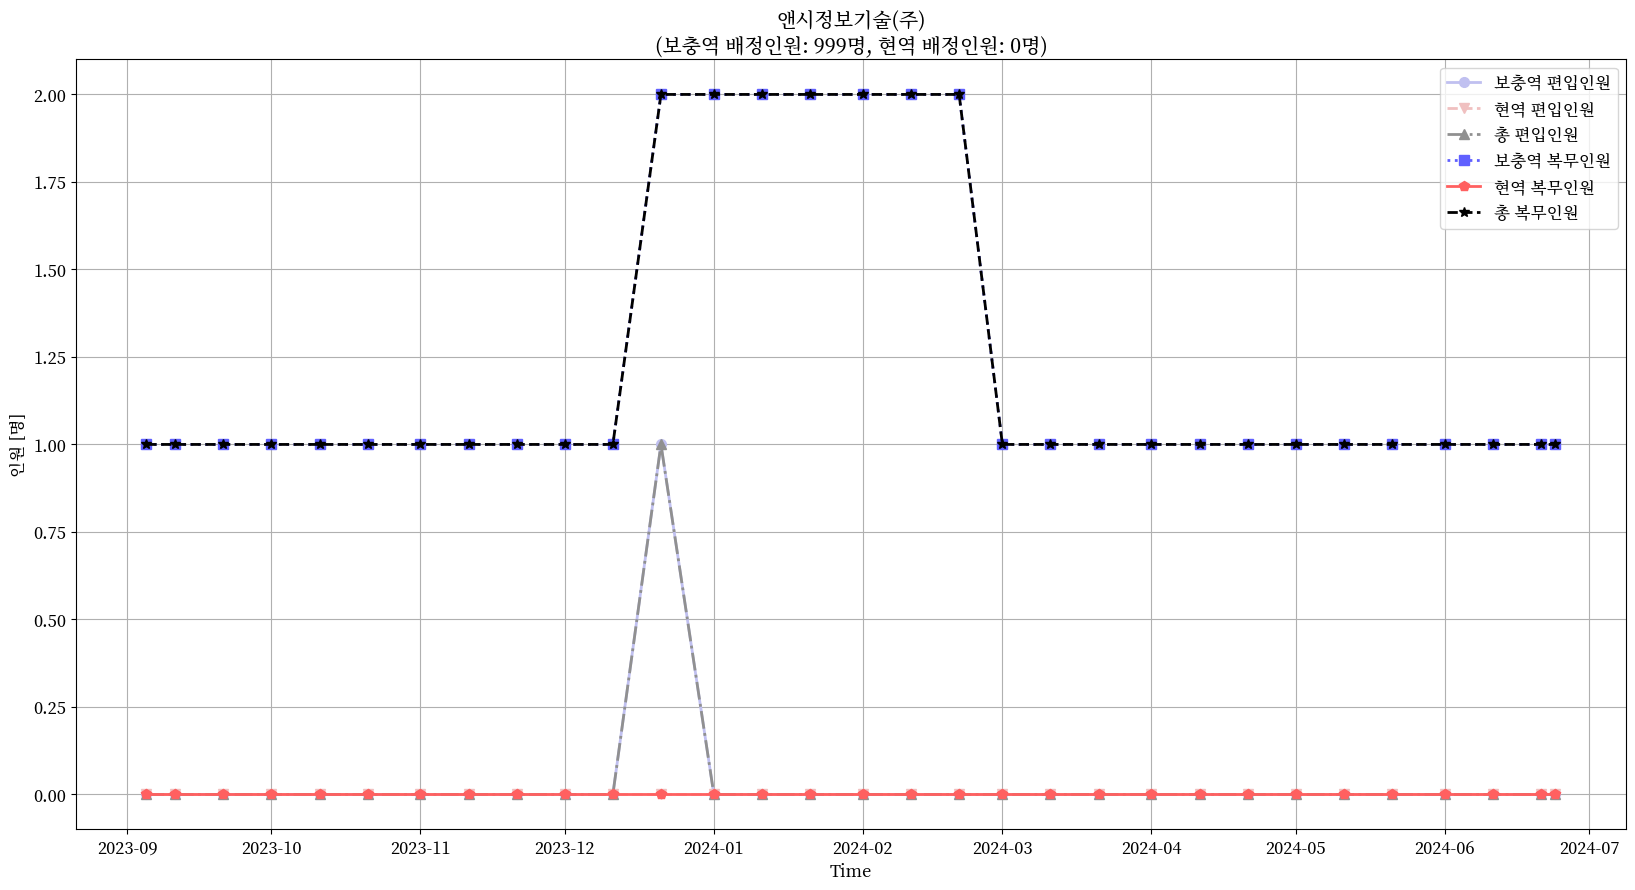 앤시정보기술(주)
(보충역 배정인원: 999명, 현역 배정인원: 0명)
보충역 편입인원
현역 편입인원
총 편입인원
보충역 복무인원
현역 복무인원
총 복무인원
2.00
1.75
1.50
1.25
1.00
0.75
0.50
0.25
0.00
인원 [명]
2023-09 2023-10 2023-11 2023-12 2024-01 2024-02 2024-03 2024-04 2024-05 2024-06 2024-07
Time